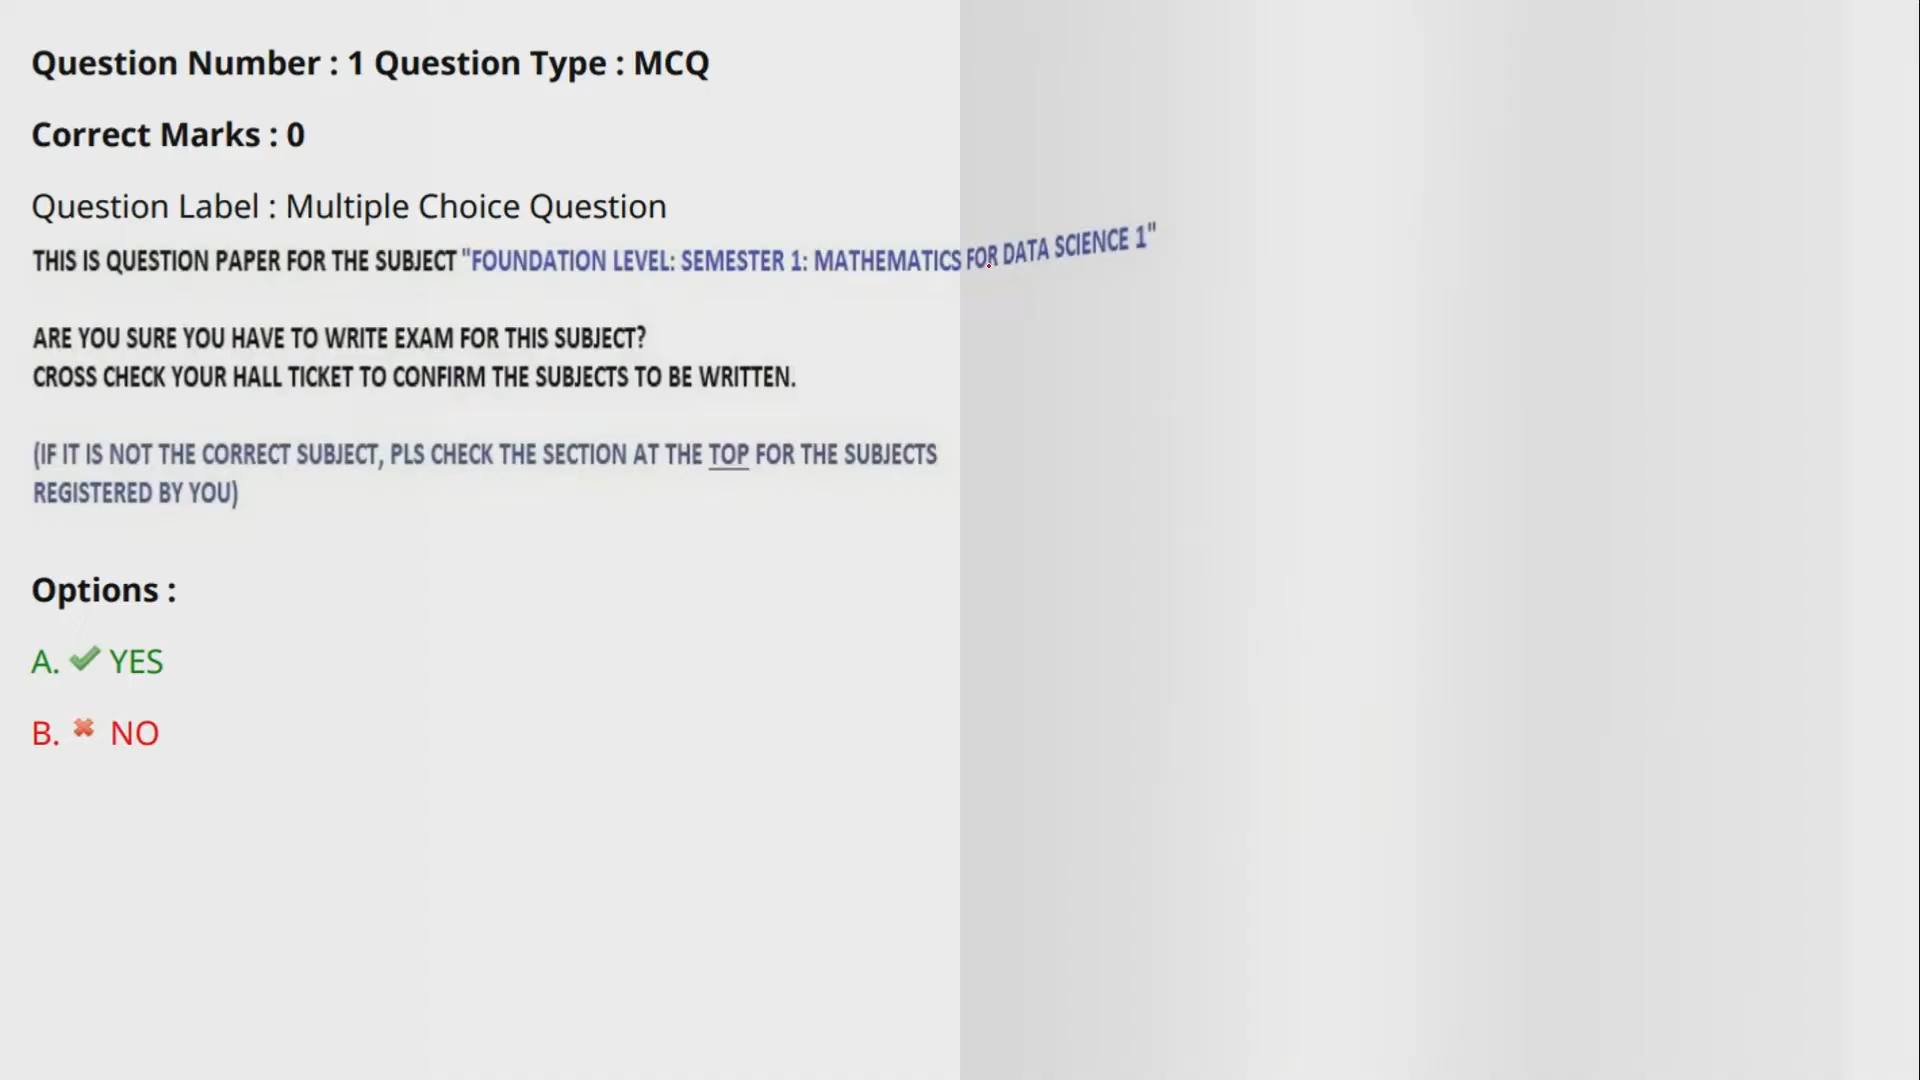 Question Number : 1 Question Type : MCQ
Correct Marks : 0
Question Label : Multiple Choice Question
THIS IS QUESTION PAPER FOR THE SUBJECT "FOUNDATION LEVEL: SEMESTER 1: MATHEMATICS FOR DATA SCIENCE 1"
ARE YOU SURE YOU HAVE TO WRITE EXAM FOR THIS SUBJECT?
CROSS CHECK YOUR HALL TICKET TO CONFIRM THE SUBJECTS TO BE WRITTEN.
(IF IT IS NOT THE CORRECT SUBJECT, PLS CHECK THE SECTION AT THE TOP FOR THE SUBJECTS
REGISTERED BY YOU)
Options :
A. YES
B. NO